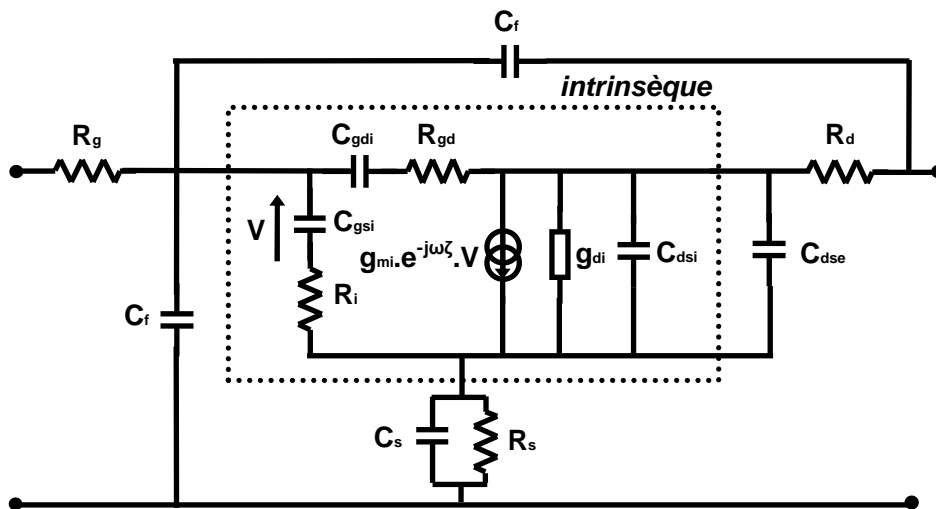 Cf
intrinsèque
Rg
Cgdi
Rgd
Rd
V
Cgsi
gmi.e-jωζ.V
gdi
Cdsi
Cdse
Ri
Cf
Cs
Rs